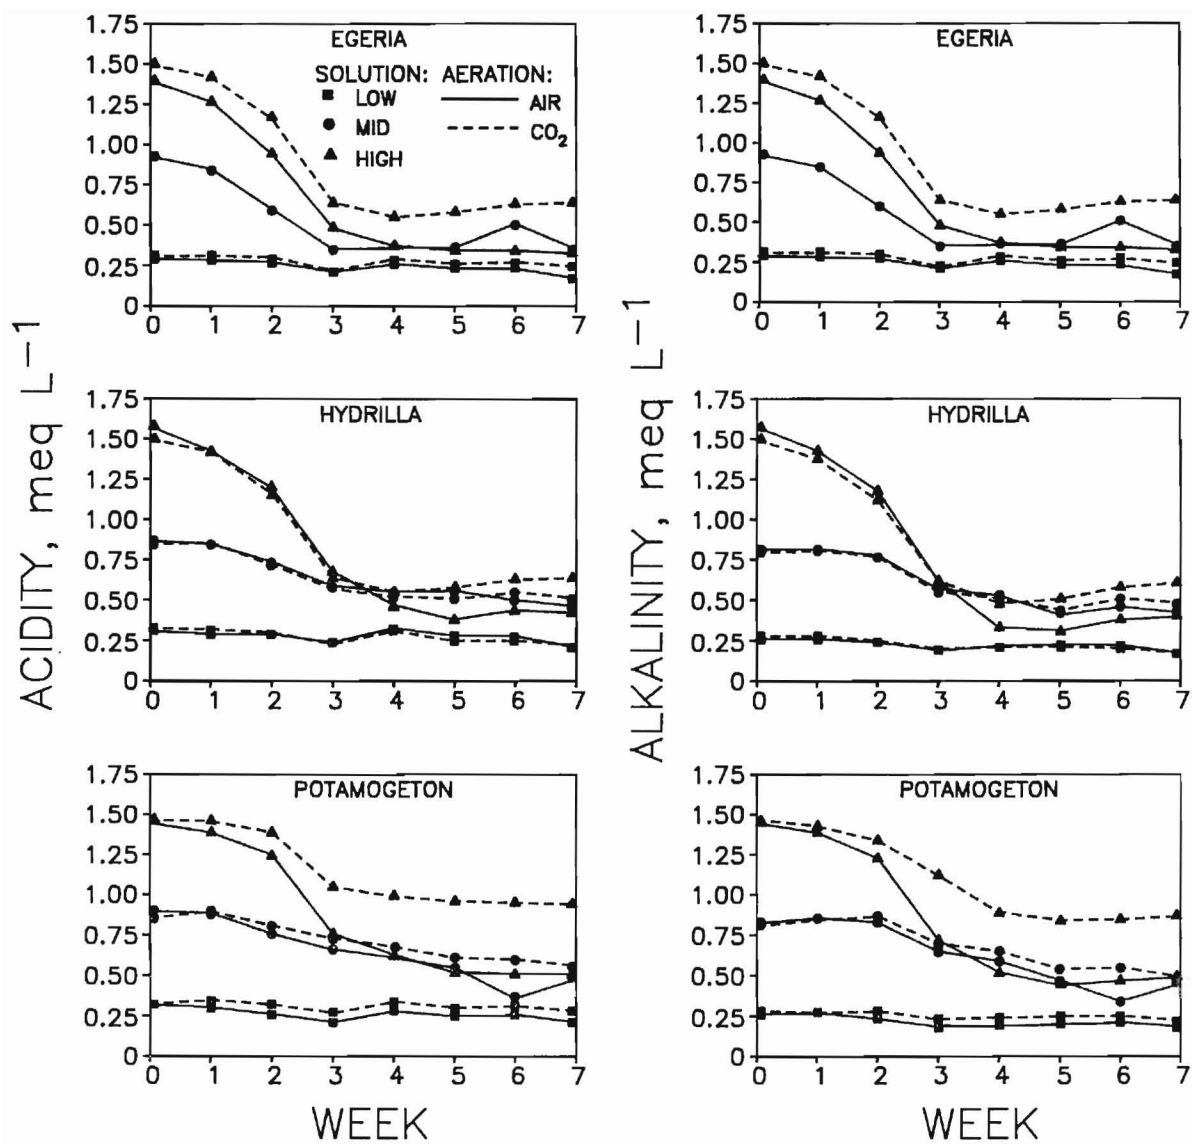 EGERIA
SOLUTION: AERATION:
LOW AIR
MID CO2
HIGH
1.75
1.50
1.25
1.00
0.75
0.50
0.25
0
0 1 2 3 4 5 6 7
EGERIA
1.75
1.50
1.25
1.00
0.75
0.50
0.25
0
0 1 2 3 4 5 6 7
ACIDITY, meq L−1
HYDRILLA
1.75
1.50
1.25
1.00
0.75
0.50
0.25
0
0 1 2 3 4 5 6 7
ALKALINITY, meq L−1
HYDRILLA
1.75
1.50
1.25
1.00
0.75
0.50
0.25
0
0 1 2 3 4 5 6 7
POTAMOGETON
1.75
1.50
1.25
1.00
0.75
0.50
0.25
0
0 1 2 3 4 5 6 7
WEEK
POTAMOGETON
1.75
1.50
1.25
1.00
0.75
0.50
0.25
0
0 1 2 3 4 5 6 7
WEEK